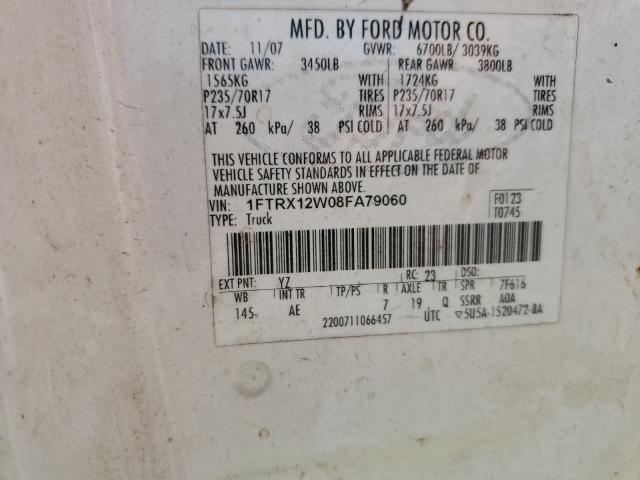 MFD. BY FORD MOTOR CO.
DATE: 11/07 GVWR: 6700LB/ 3039KG
FRONT GAWR: 3450LB REAR GAWR: 3800LB
1565KG WITH 1724KG WITH
P235/70R17 TIRES P235/70R17 TIRES
17x7.5J RIMS 17x7.5J RIMS
AT 260 kPa/ 38 PSI COLD AT 260 kPa/ 38 PSI COLD
THIS VEHICLE CONFORMS TO ALL APPLICABLE FEDERAL MOTOR
VEHICLE SAFETY STANDARDS IN EFFECT ON THE DATE OF
MANUFACTURE SHOWN ABOVE.
VIN: 1FTRX12W08FA79060 F0123
TYPE: Truck T0745
EXT PNT: YZ RC: 23 DSO:
WB INT TR TP/PS R AXLE TR SPR 7F616
145 AE 7 19 Q SSRR AOA
2200711066457 UTC ▽5U5A-1520472-BA